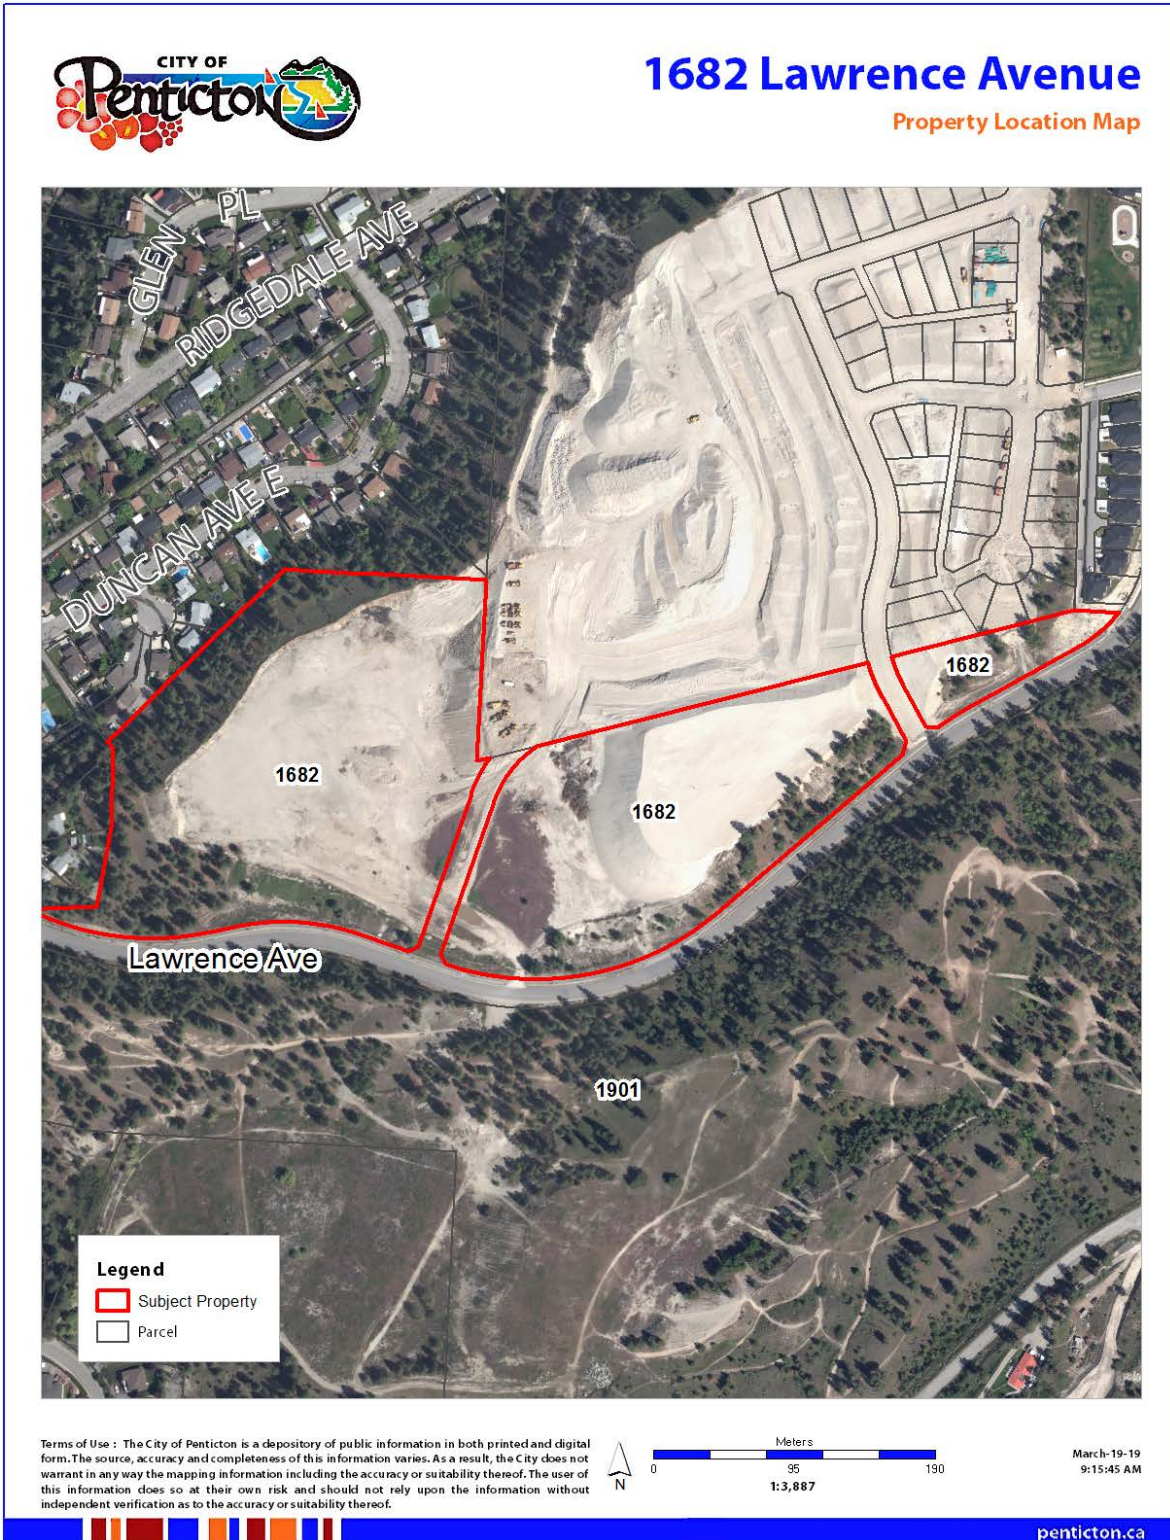 CITY OF
Penticton
1682 Lawrence Avenue
Property Location Map
GLEN PL
RIDGEDALE AVE
DUNCAN AVE E
1682
1682
1682
Lawrence Ave
1901
Legend
Subject Property
Parcel
Terms of Use : The City of Penticton is a depository of public information in both printed and digital
form. The source, accuracy and completeness of this information varies. As a result, the City does not
warrant in any way the mapping information including the accuracy or suitability thereof. The user of
this information does so at their own risk and should not rely upon the information without
independent verification as to the accuracy or suitability thereof.
N
Meters
0 95 190
1:3,887
March-19-19
9:15:45 AM
penticton.ca